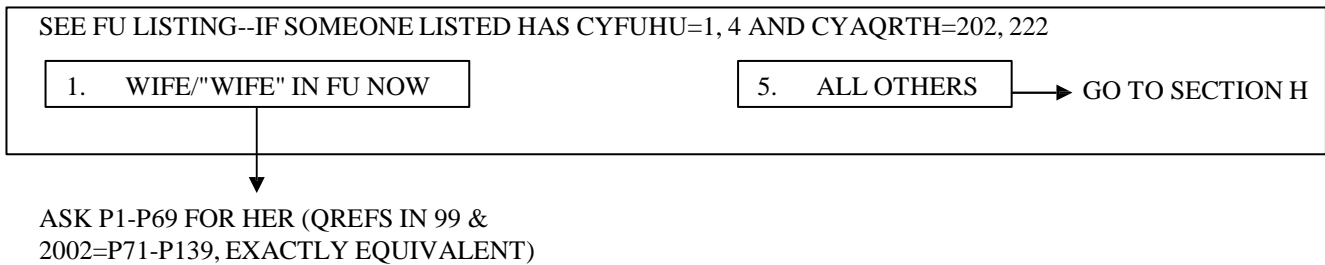 SEE FU LISTING--IF SOMEONE LISTED HAS CYFUHU=1, 4 AND CYAQRTH=202, 222
1. WIFE/"WIFE" IN FU NOW
5. ALL OTHERS
GO TO SECTION H
ASK P1-P69 FOR HER (QREFS IN 99 &
2002=P71-P139, EXACTLY EQUIVALENT)